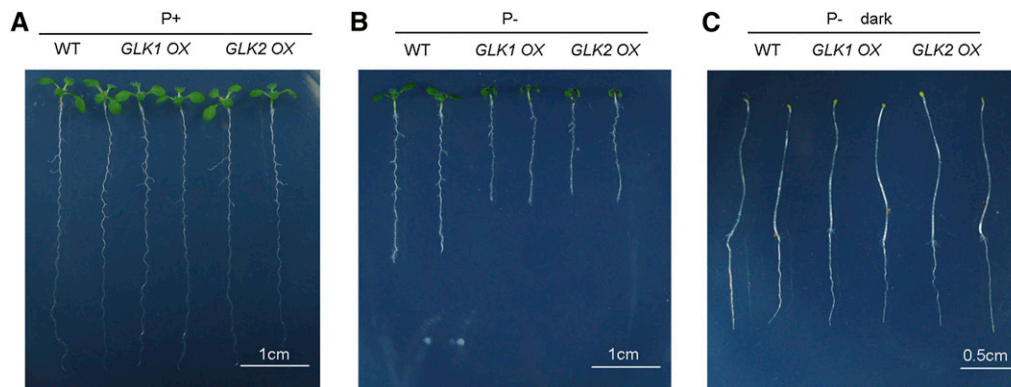 A
P+
WT GLK1 OX GLK2 OX
1cm
B
P-
WT GLK1 OX GLK2 OX
1cm
C
P- dark
WT GLK1 OX GLK2 OX
0.5cm